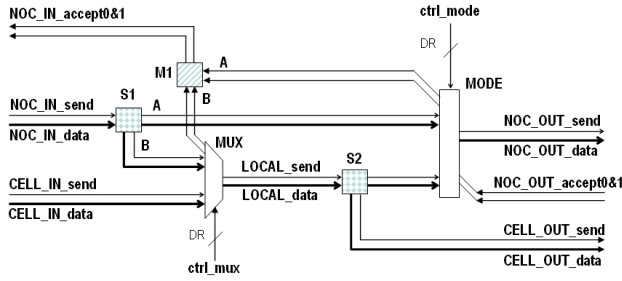 NOC_IN_accept0&1
ctrl_mode
DR
A
M1
MODE
S1
B
NOC_IN_send
A
NOC_OUT_send
NOC_IN_data
MUX
NOC_OUT_data
B
LOCAL_send
S2
CELL_IN_send
NOC_OUT_accept0&1
LOCAL_data
CELL_IN_data
CELL_OUT_send
DR
CELL_OUT_data
ctrl_mux